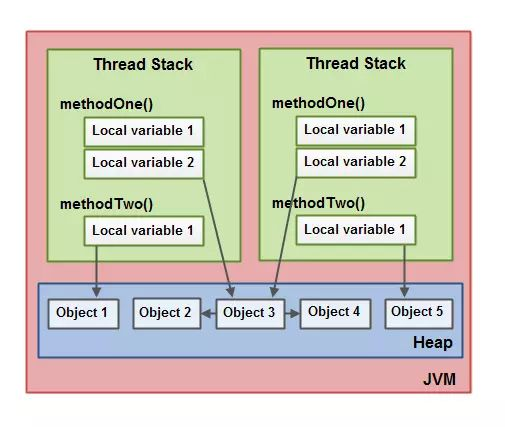 Thread Stack
methodOne()
Local variable 1
Local variable 2
methodTwo()
Local variable 1
Thread Stack
methodOne()
Local variable 1
Local variable 2
methodTwo()
Local variable 1
Object 1
Object 2
Object 3
Object 4
Object 5
Heap
JVM